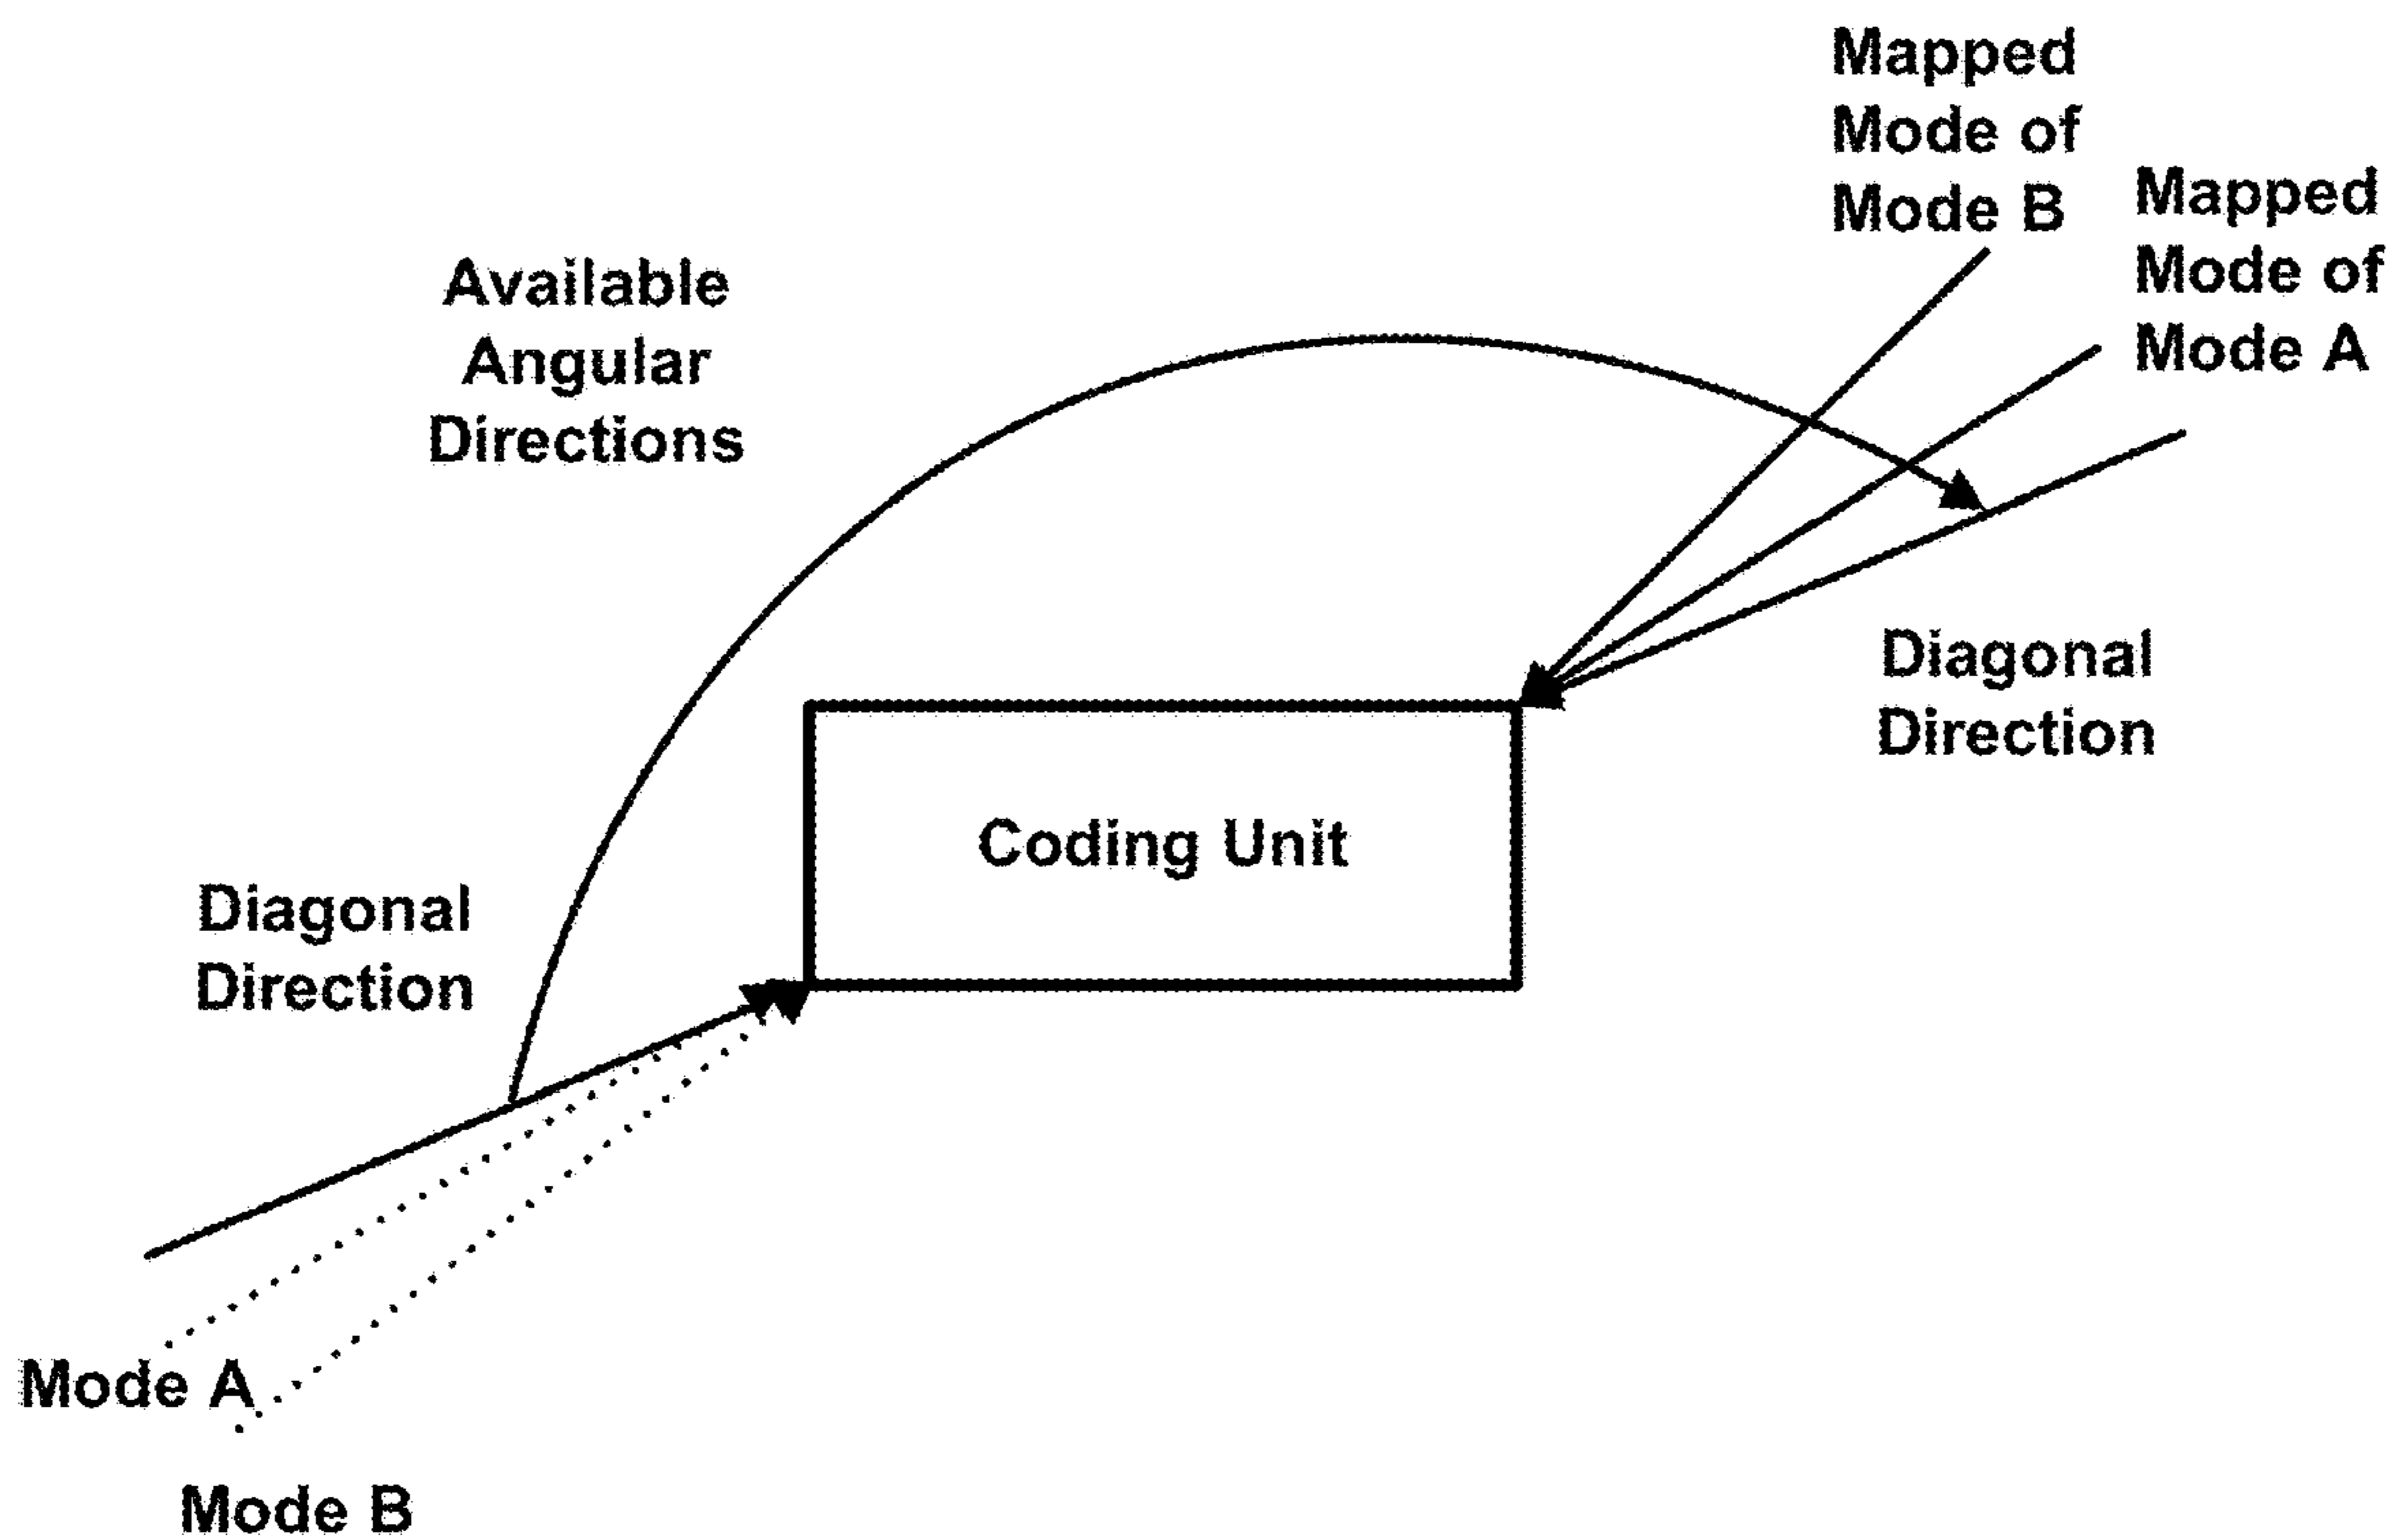 Mapped
Mode of
Mode B
Mapped
Mode of
Mode A
Available
Angular
Directions
Diagonal
Direction
Coding Unit
Diagonal
Direction
Mode A
Mode B